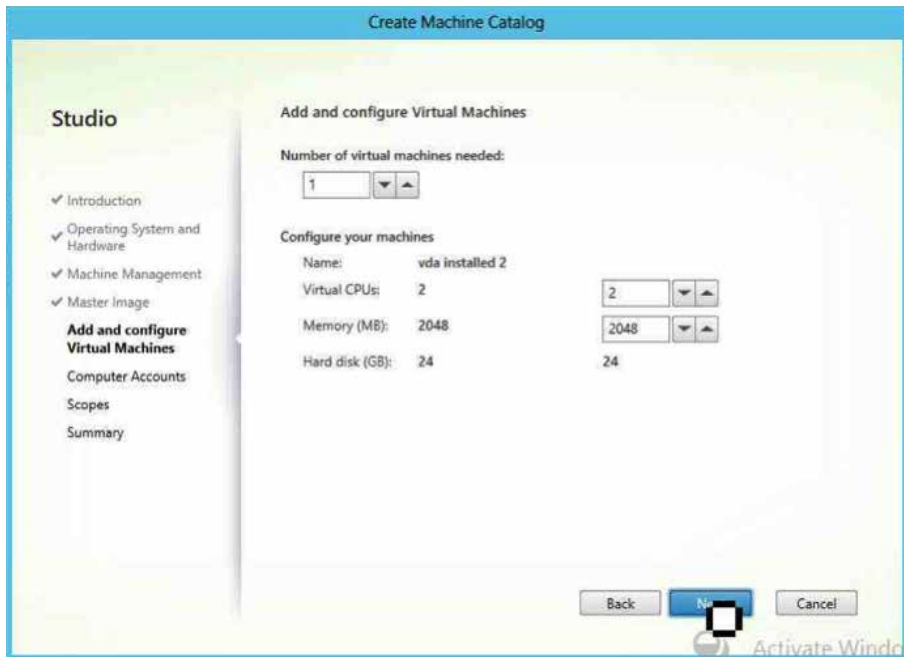 Create Machine Catalog
Studio
Introduction
Operating System and
Hardware
Machine Management
Master Image
Add and configure
Virtual Machines
Computer Accounts
Scopes
Summary
Add and configure Virtual Machines
Number of virtual machines needed:
1
Configure your machines
Name: vda installed 2
Virtual CPUs: 2 2
Memory (MB): 2048 2048
Hard disk (GB): 24 24
Back Cancel
Activate Windo